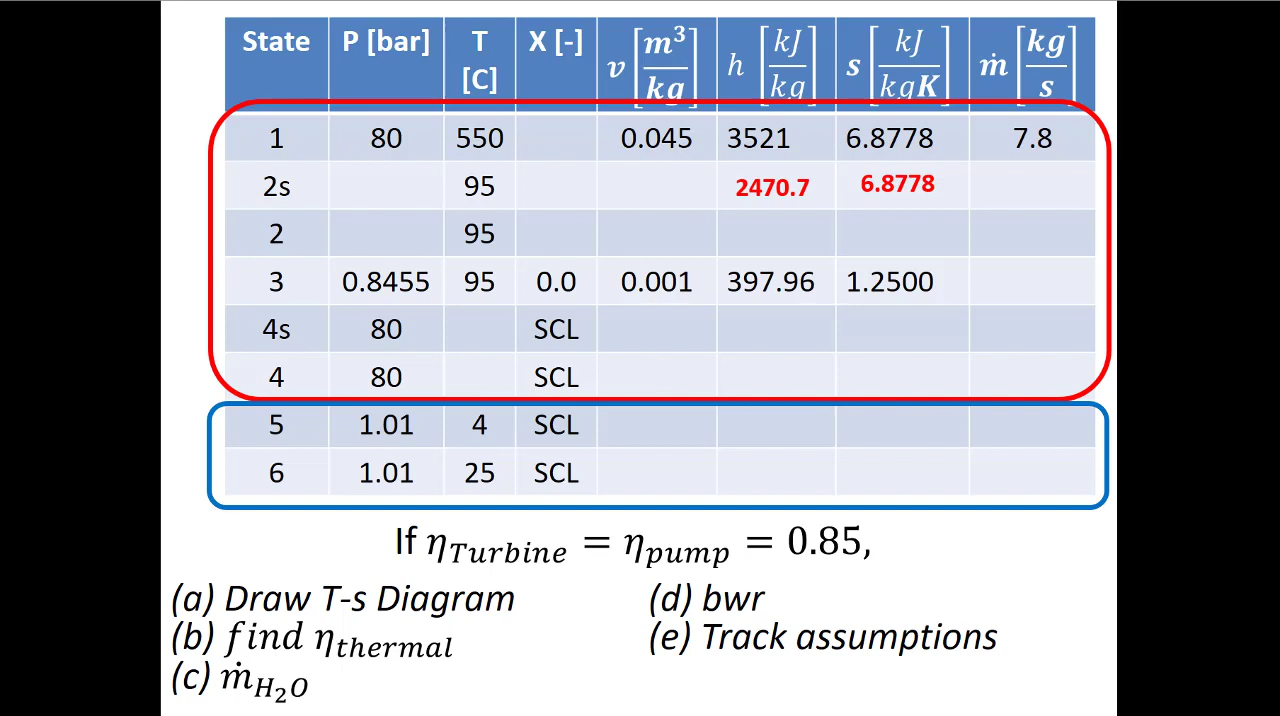 State P [bar] T [C] X [-] v [m³/kg] h [kJ/kg] s [kJ/kgK] ṁ [kg/s]
1 80 550 0.045 3521 6.8778 7.8
2s 95 2470.7 6.8778
2 95
3 0.8455 95 0.0 0.001 397.96 1.2500
4s 80 SCL
4 80 SCL
5 1.01 4 SCL
6 1.01 25 SCL
If η_Turbine = η_pump = 0.85,
(a) Draw T-s Diagram
(b) find η_thermal
(c) ṁ_H₂O
(d) bwr
(e) Track assumptions